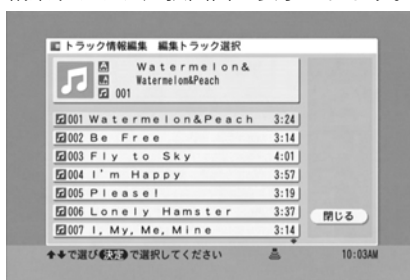 トラック情報編集 編集トラック選択
Watermelon&
Watermelon&Peach
001
001 Watermelon&Peach 3:24
002 Be Free 3:14
003 Fly to Sky 4:01
004 I'm Happy 3:57
005 Please! 3:19
006 Lonely Hamster 3:37
007 I, My, Me, Mine 3:14
閉じる
で選び決定で選択してください 10:03AM